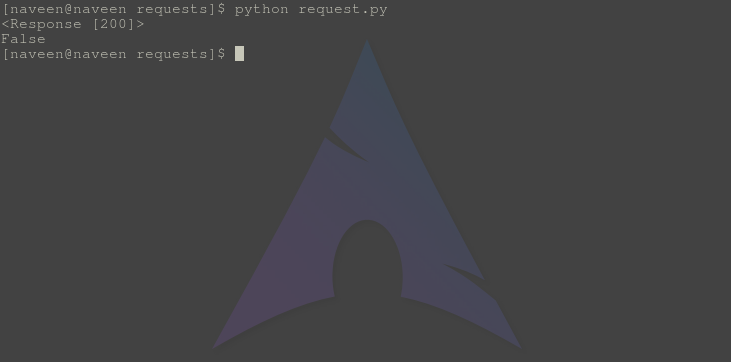 [naveen@naveen requests]$ python request.py
<Response [200]>
False
[naveen@naveen requests]$